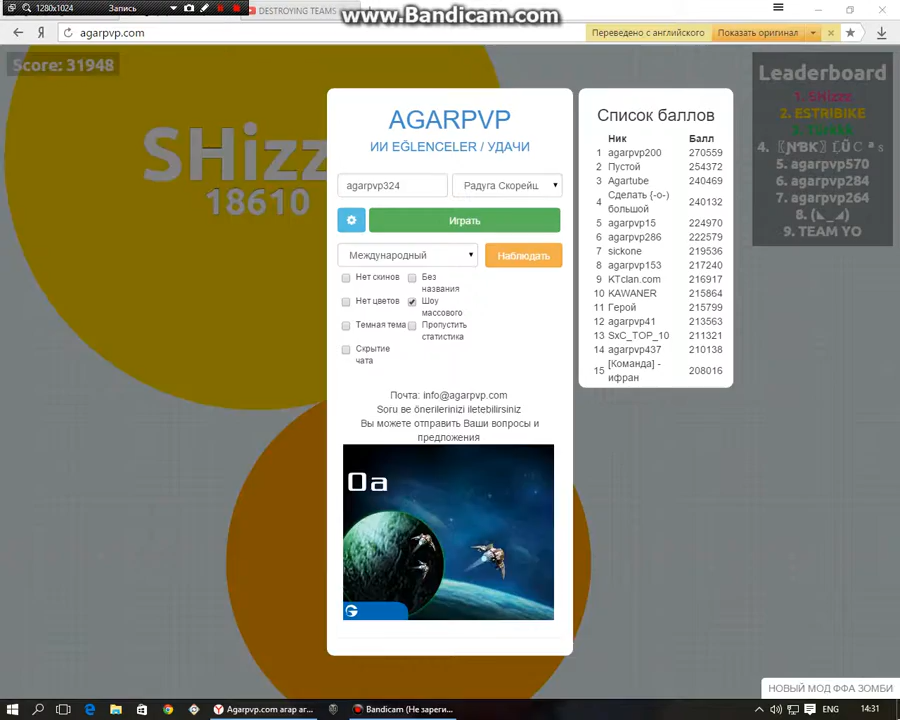 1280x1024 Запись
DESTROYING TEAMS
www.Bandicam.com
agarpvp.com
Переведено с английского
Показать оригинал
Score: 31948
SHizz
18610
Leaderboard
1. SHizz
2. ESTRIBIKE
5. agarpvp570
6. agarpvp284
7. agarpvp264
8. (◣_◢)
9. TEAM YO
AGARPVP
ИИ EĞLENCELER / УДАЧИ
agarpvp324
Радуга Скорейц
Играть
Международный
Наблюдать
Нет скинов
Без названия
Нет цветов
Шоу массового
Темная тема
Пропустить статистика
Скрытие чата
Почта: info@agarpvp.com
Soru ve önerilerinizi iletebilirsiniz
Вы можете отправить Ваши вопросы и
предложения
Oa
G
Список баллов
Ник Балл
1 agarpvp200 270559
2 Пустой 254372
3 Agartube 240469
4 Сделать {-о-) большой 240132
5 agarpvp15 224970
6 agarpvp286 222579
7 sickone 219536
8 agarpvp153 217240
9 KTclan.com 216917
10 KAWANER 215864
11 Герой 215799
12 agarpvp41 213563
13 SxC_TOP_10 211321
14 agarpvp437 210138
15 [Команда] - ифран 208016
НОВЫЙ МОД ФФА ЗОМБИ
Agarpvp.com агар аг...
Bandicam (Не зареги...
ENG
14:31